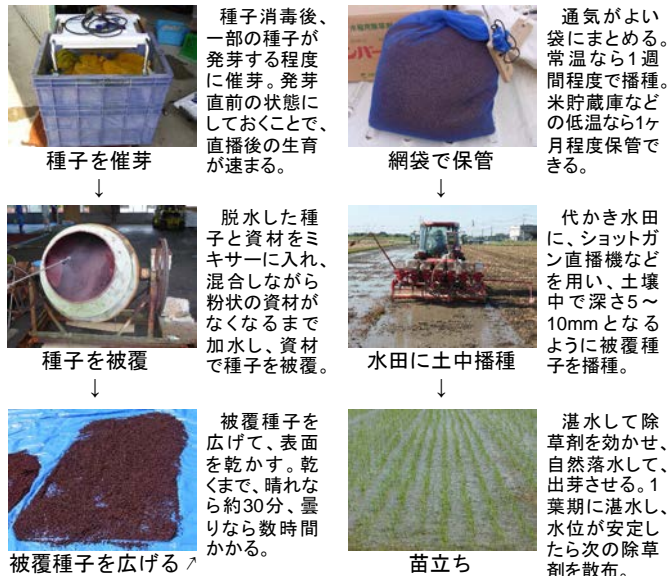 種子消毒後、
一部の種子が
発芽する程度
に催芽。発芽
直前の状態に
しておくことで、
直播後の生育
が速まる。
種子を催芽
↓
脱水した種
子と資材をミ
キサーに入れ、
混合しながら
粉状の資材が
なくなるまで
加水し、資材
で種子を被覆。
種子を被覆
↓
被覆種子を
広げて、表面
を乾かす。乾
くまで、晴れな
ら約30分、曇
りなら数時間
かかる。
被覆種子を広げる↗
通気がよい
袋にまとめる。
常温なら1週
間程度で播種。
米貯蔵庫など
の低温なら1ヶ
月程度保管で
きる。
網袋で保管
↓
代かき水田
に、ショットガ
ン直播機など
を用い、土壌
中で深さ5～
10mmとなる
ように被覆種
子を播種。
水田に土中播種
↓
湛水して除
草剤を効かせ、
自然落水して、
出芽させる。1
葉期に湛水し、
水位が安定し
たら次の除草
剤を散布。
苗立ち